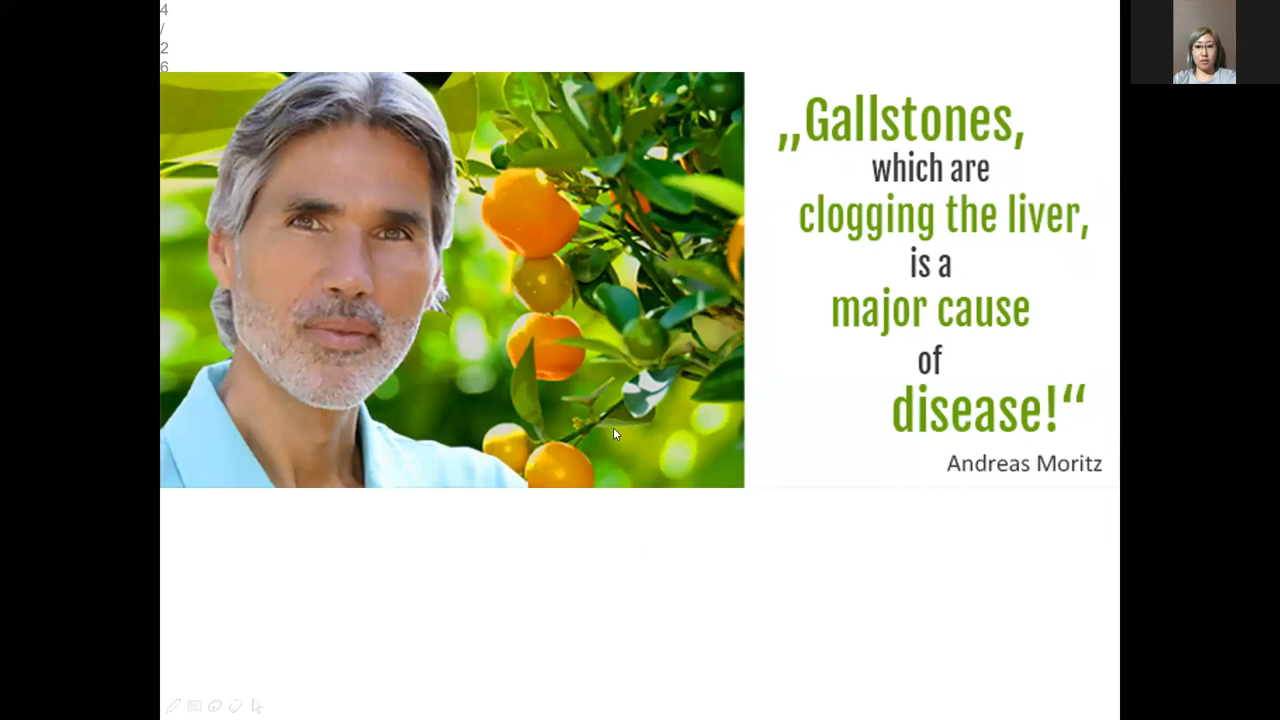 4
/
2
6
„Gallstones,
which are
clogging the liver,
is a
major cause
of
disease!“
Andreas Moritz